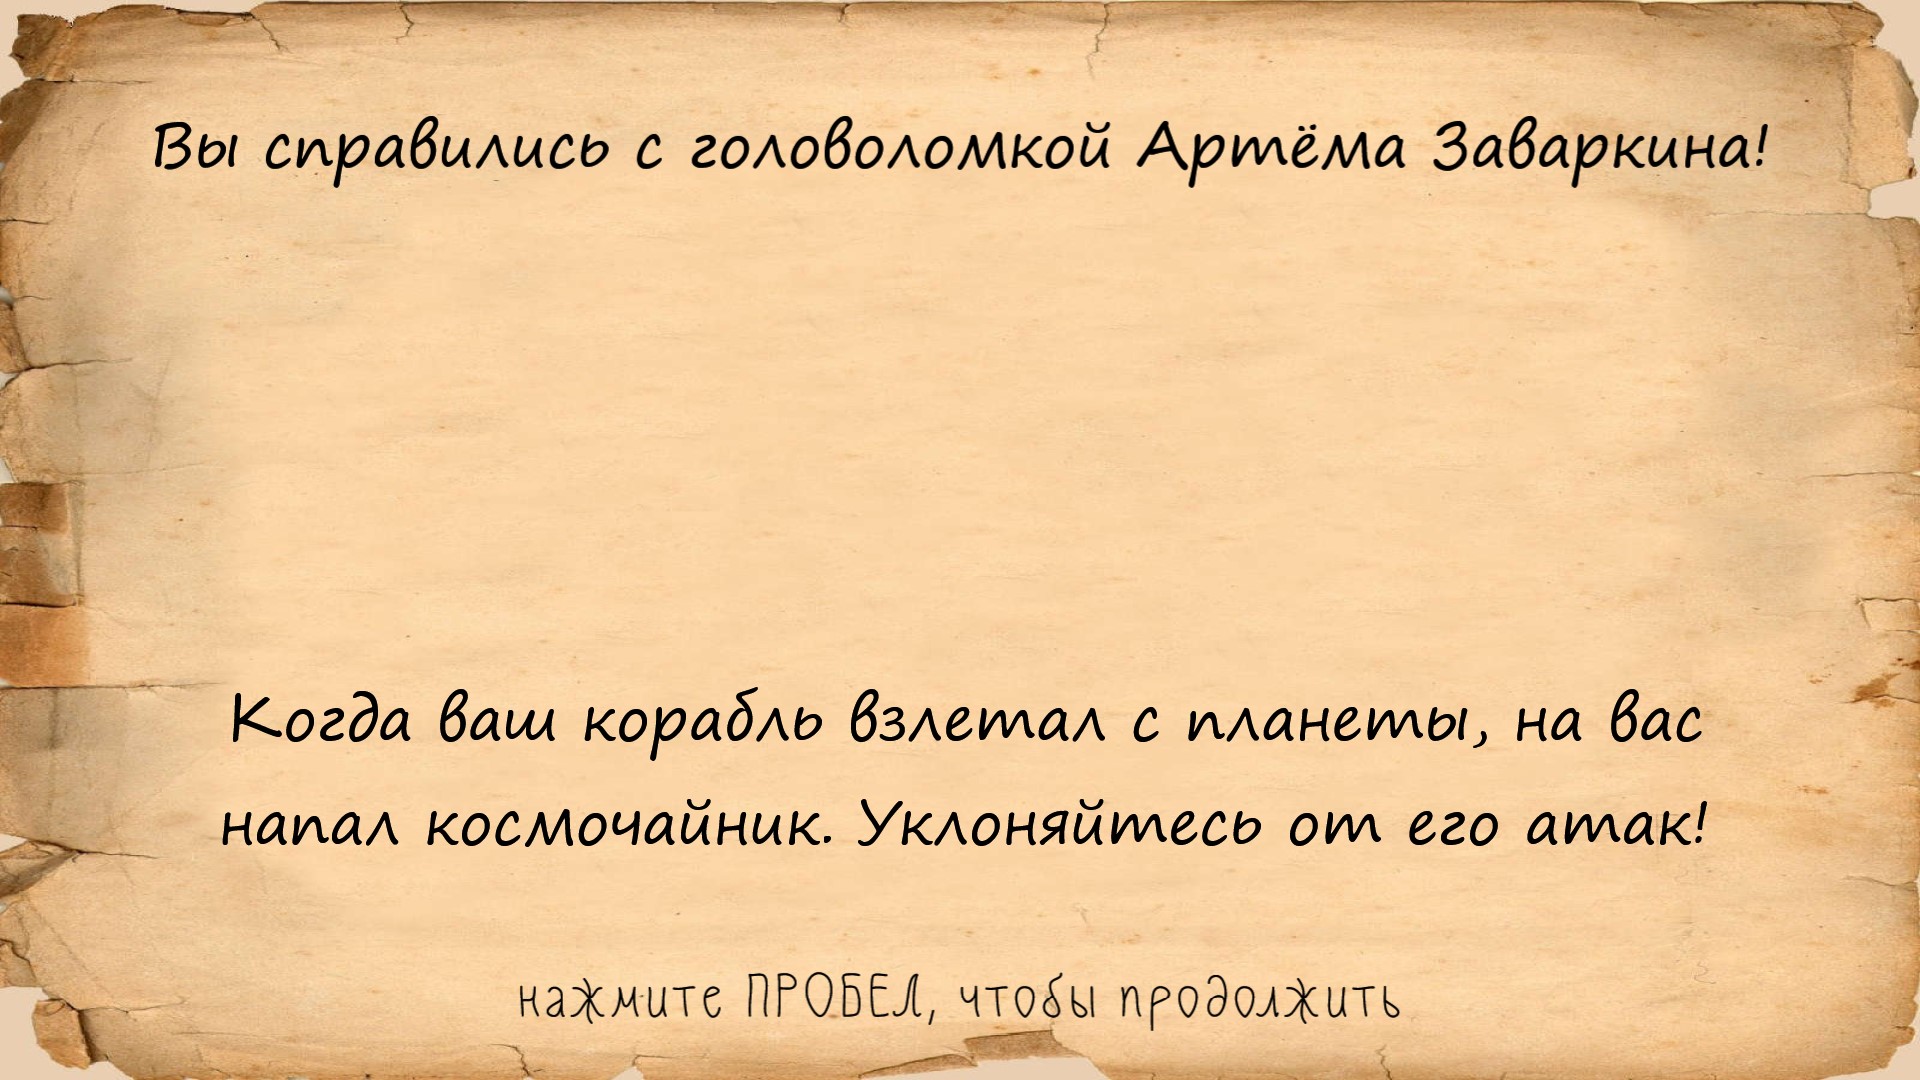 Вы справились с головоломкой Артёма Заваркина!
Когда ваш корабль взлетал с планеты, на вас
напал космочайник. Уклоняйтесь от его атак!
нажмите ПРОБЕЛ, чтобы продолжить